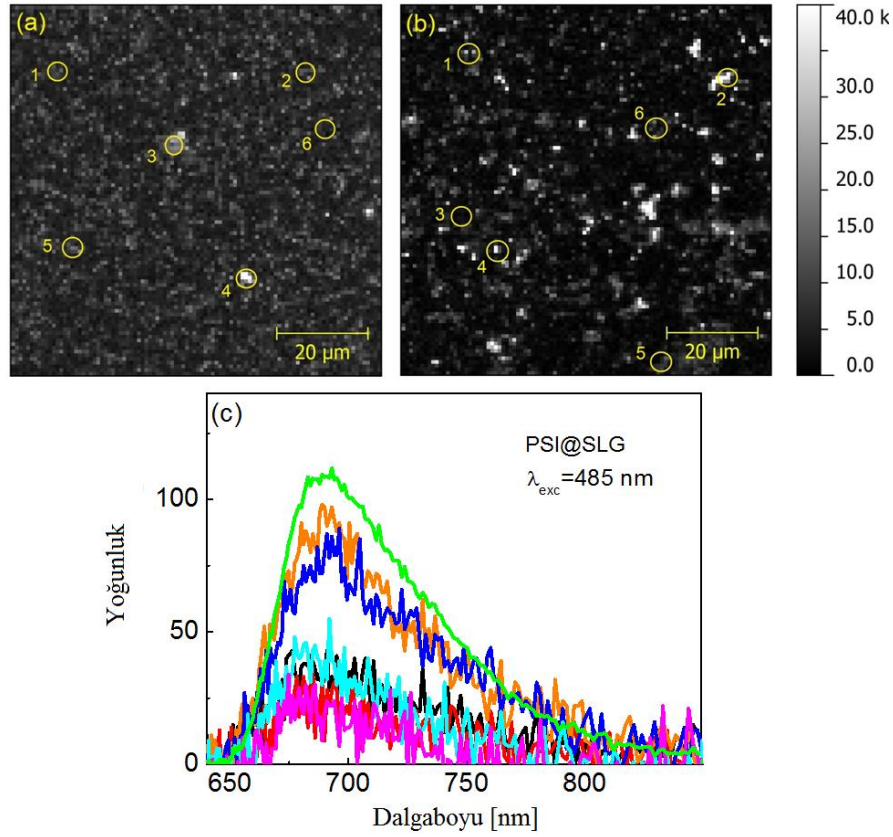 (a)
1
2
3
6
5
4
20 µm
(b)
1
2
6
3
4
5
20 µm
40.0 k
30.0
25.0
20.0
15.0
10.0
5.0
0.0
(c)
PSI@SLG
λexc=485 nm
100
50
0
Yoğunluk
650
700
750
800
Dalgaboyu [nm]